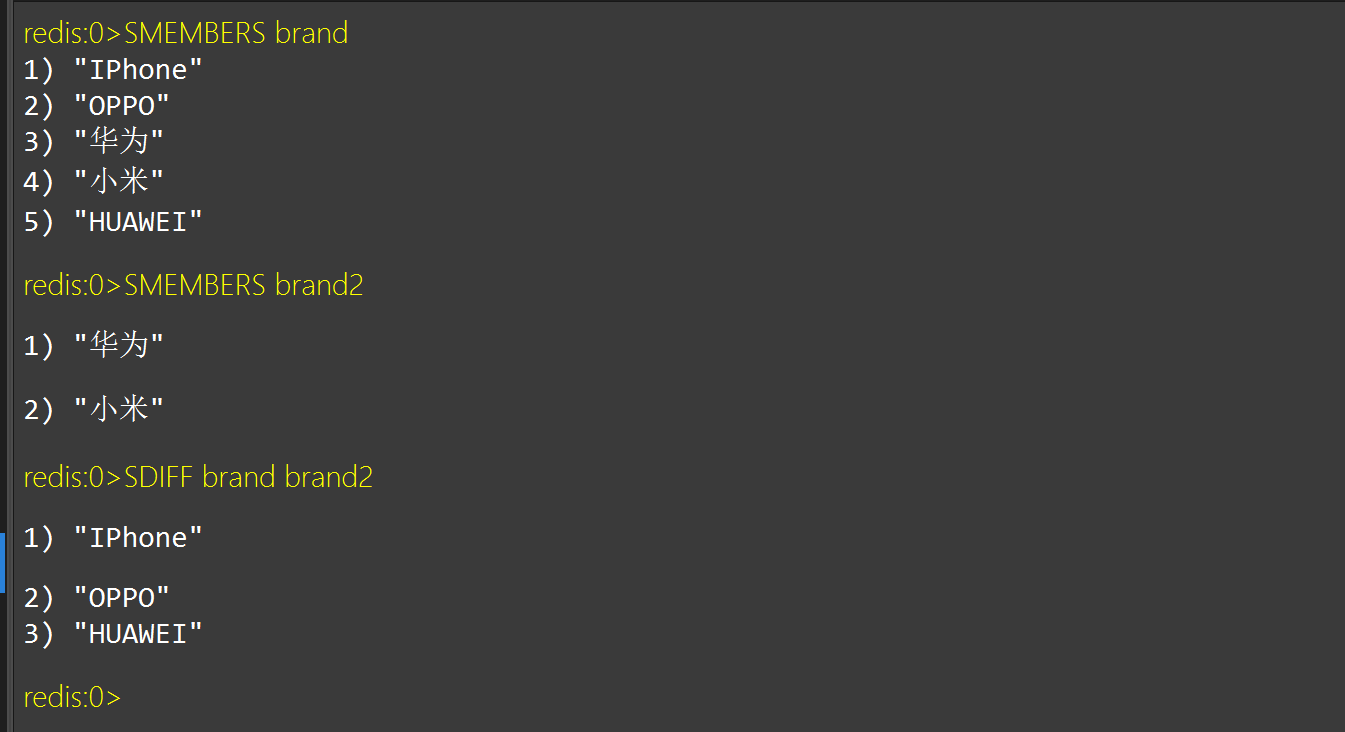 redis:0>SMEMBERS brand
1) "IPhone"
2) "OPPO"
3) "华为"
4) "小米"
5) "HUAWEI"
redis:0>SMEMBERS brand2
1) "华为"
2) "小米"
redis:0>SDIFF brand brand2
1) "IPhone"
2) "OPPO"
3) "HUAWEI"
redis:0>